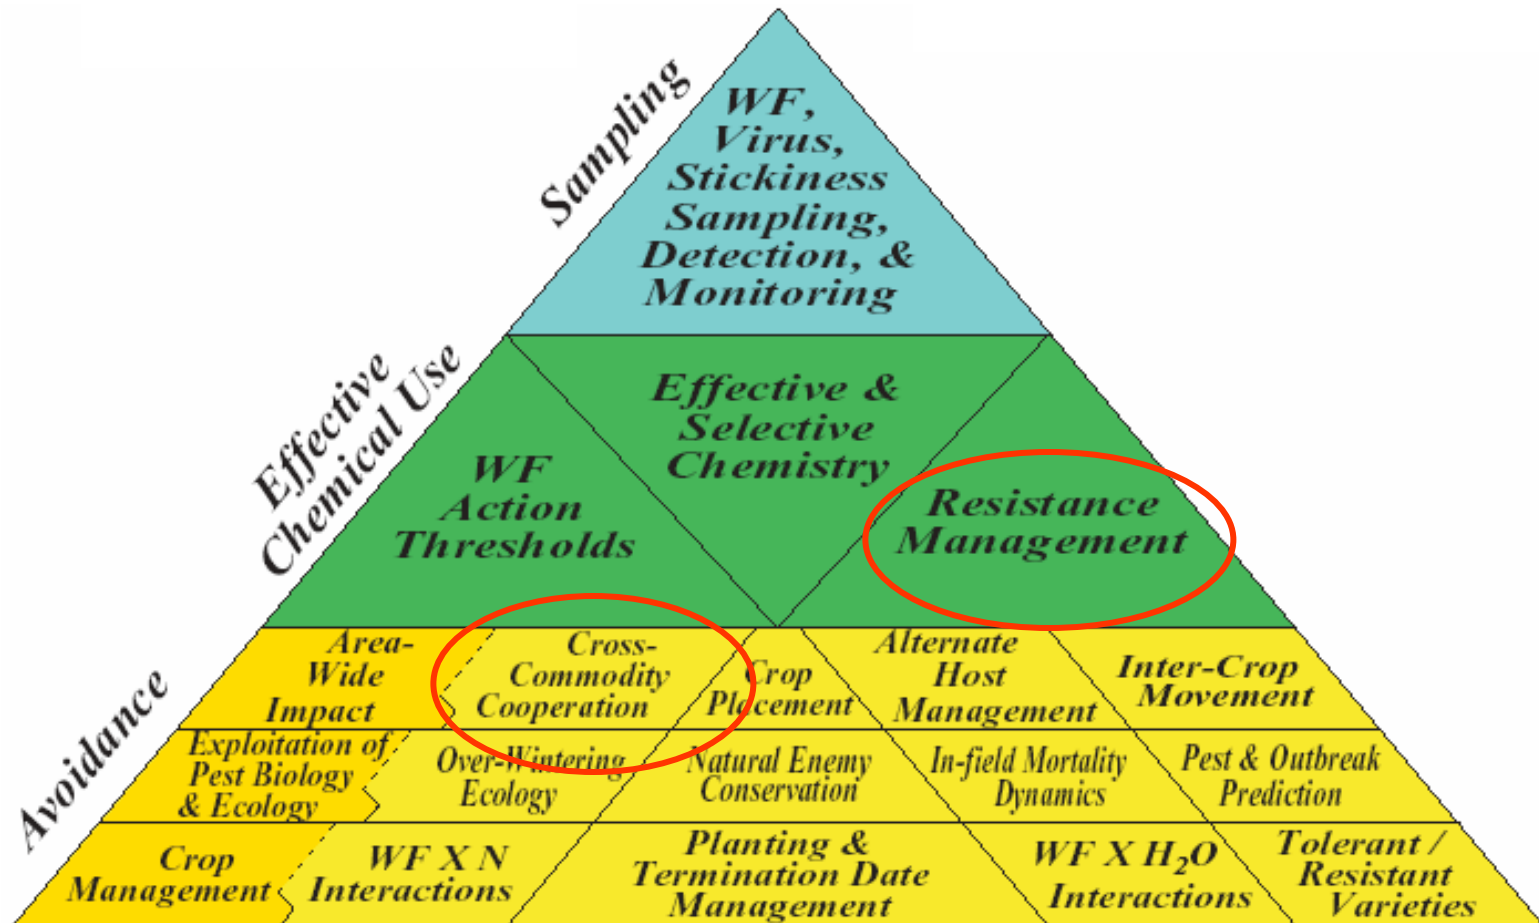 Sampling
WF,
Virus,
Stickiness
Sampling,
Detection, &
Monitoring
Effective
Chemical Use
WF
Action
Thresholds
Effective &
Selective
Chemistry
Resistance
Management
Avoidance
Area-
Wide
Impact
Cross-
Commodity
Cooperation
Crop
Placement
Alternate
Host
Management
Inter-Crop
Movement
Exploitation of
Pest Biology
& Ecology
Over-Wintering
Ecology
Natural Enemy
Conservation
In-field Mortality
Dynamics
Pest & Outbreak
Prediction
Crop
Management
WF X N
Interactions
Planting &
Termination Date
Management
WF X H₂O
Interactions
Tolerant /
Resistant
Varieties